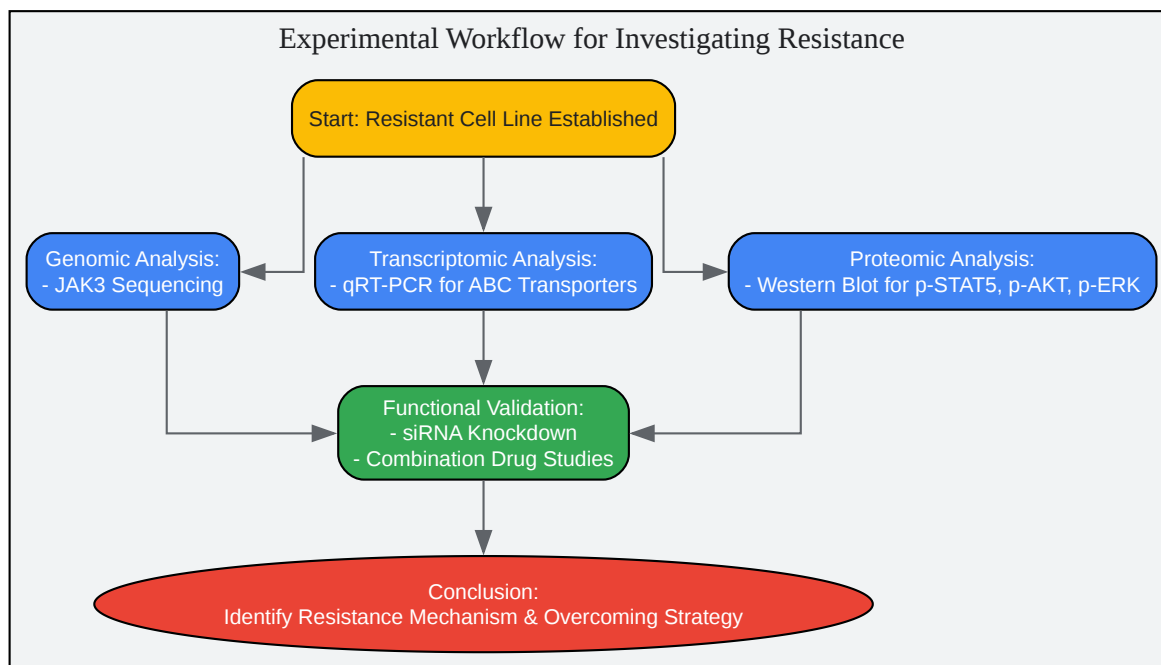 Experimental Workflow for Investigating Resistance
Start: Resistant Cell Line Established
Genomic Analysis:
- JAK3 Sequencing
Transcriptomic Analysis:
- qRT-PCR for ABC Transporters
Proteomic Analysis:
- Western Blot for p-STAT5, p-AKT, p-ERK
Functional Validation:
- siRNA Knockdown
- Combination Drug Studies
Conclusion:
Identify Resistance Mechanism & Overcoming Strategy